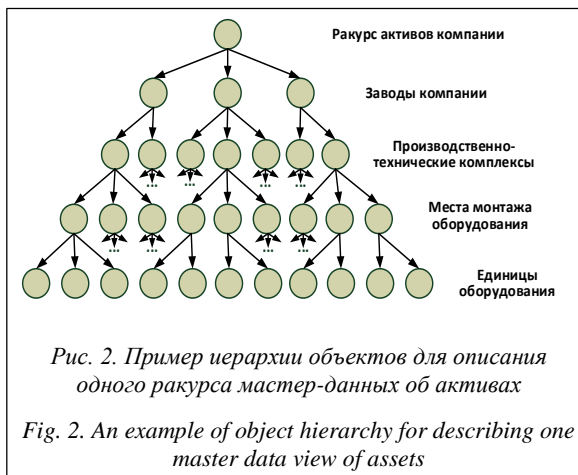 Ракурс активов компании
Заводы компании
Производственно-
технические комплексы
... ... ... ...
Места монтажа
оборудования
... ... ... ...
Единицы
оборудования
Рис. 2. Пример иерархии объектов для описания
одного ракурса мастер-данных об активах
Fig. 2. An example of object hierarchy for describing one
master data view of assets